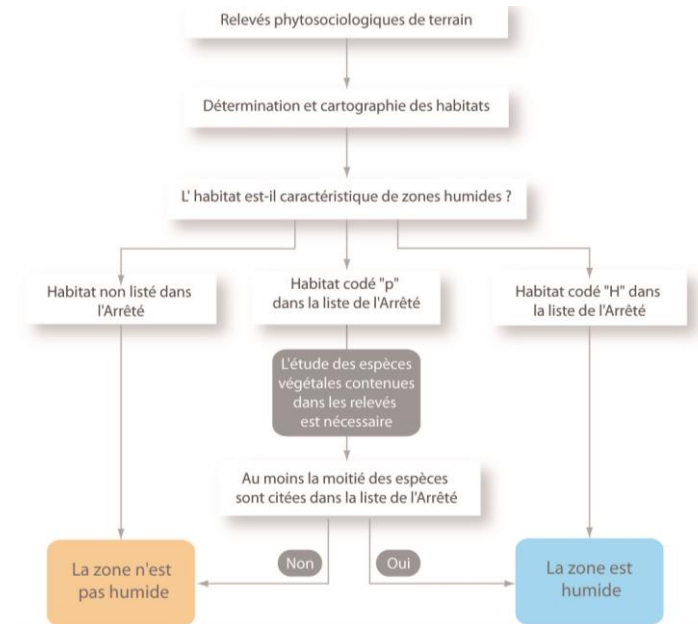 Relevés phytosociologiques de terrain
Détermination et cartographie des habitats
L' habitat est-il caractéristique de zones humides ?
Habitat non listé dans
l'Arrêté
Habitat codé "p"
dans la liste de l'Arrêté
Habitat codé "H" dans
la liste de l'Arrêté
L'étude des espèces
végétales contenues
dans les relevés
est nécessaire
Au moins la moitié des espèces
sont citées dans la liste de l'Arrêté
Non
Oui
La zone n'est
pas humide
La zone est
humide